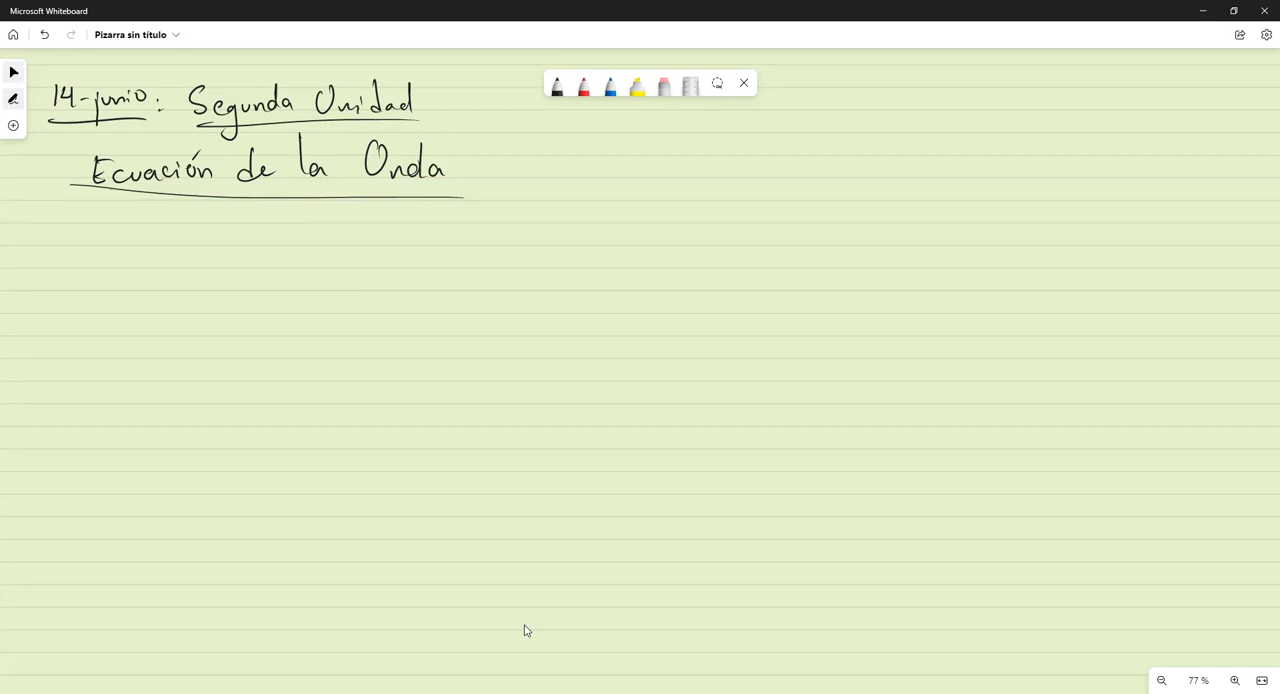 Microsoft Whiteboard
Pizarra sin título
14-junio: Segunda Unidad
Ecuación de la Onda
77 %